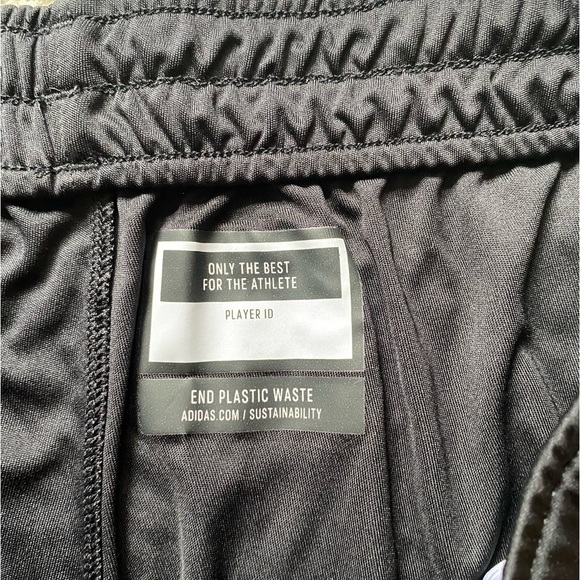 ONLY THE BEST
FOR THE ATHLETE
PLAYER ID
END PLASTIC WASTE
ADIDAS.COM / SUSTAINABILITY